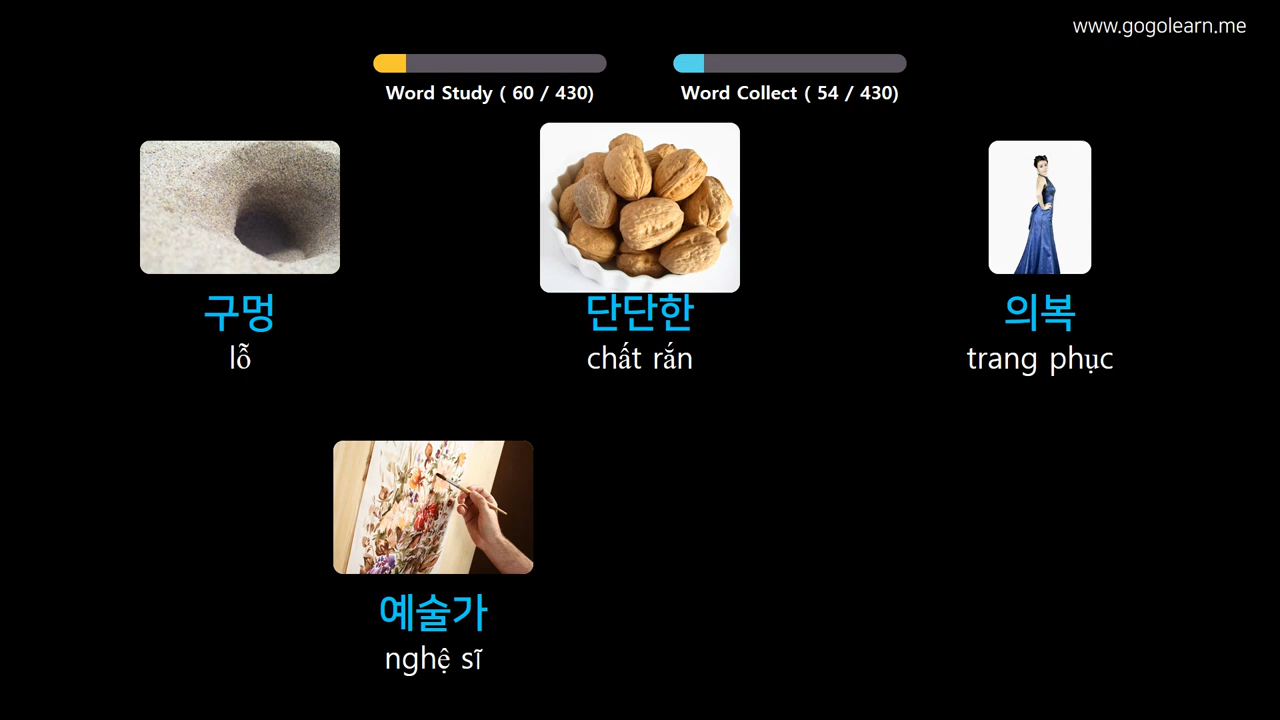 www.gogolearn.me
Word Study ( 60 / 430)
Word Collect ( 54 / 430)
구멍
lỗ
단단한
chất rắn
의복
trang phục
예술가
nghệ sĩ